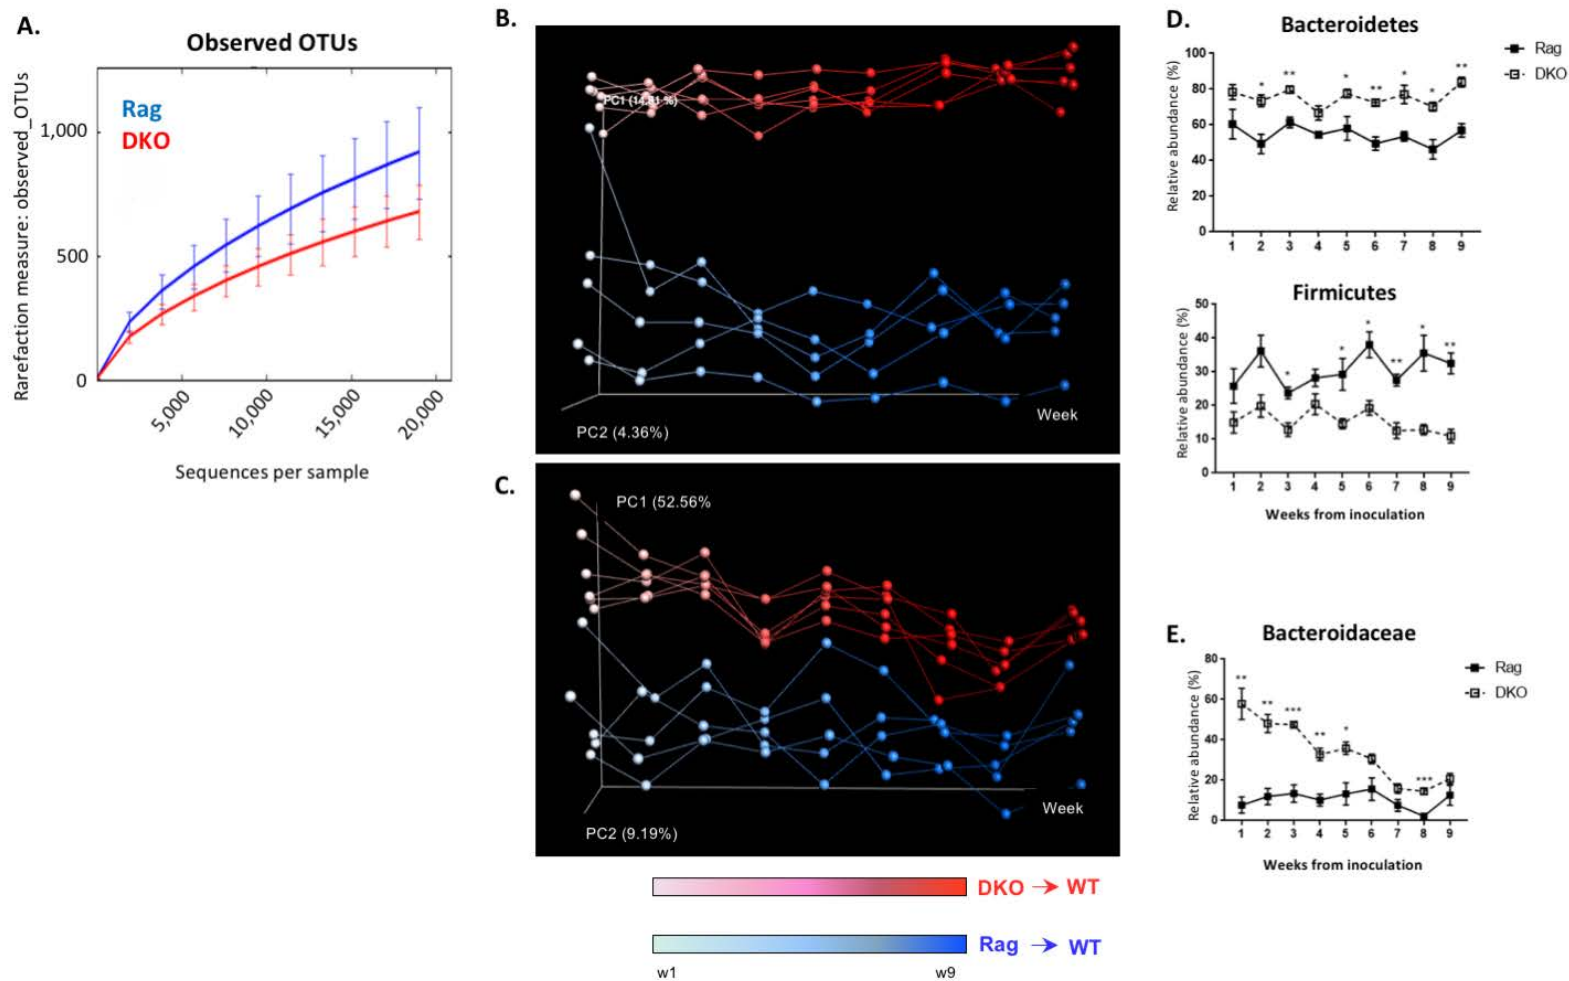 A.
Observed OTUs
Rarefaction measure: observed_OTUs
1,000
500
0
Rag
DKO
5,000
10,000
15,000
20,000
Sequences per sample
B.
PC1 (14.81 %)
Week
PC2 (4.36%)
C.
PC1 (52.56%
Week
PC2 (9.19%)
DKO → WT
Rag → WT
w1
w9
D.
Bacteroidetes
Rag
DKO
Relative abundance (%)
100
80
60
40
20
0
* ** * ** * * **
1 2 3 4 5 6 7 8 9
Firmicutes
Relative abundance (%)
50
40
30
20
10
0
* * * ** * **
1 2 3 4 5 6 7 8 9
Weeks from inoculation
E.
Bacteroidaceae
Rag
DKO
Relative abundance (%)
80
60
40
20
0
** ** *** ** * ***
1 2 3 4 5 6 7 8 9
Weeks from inoculation